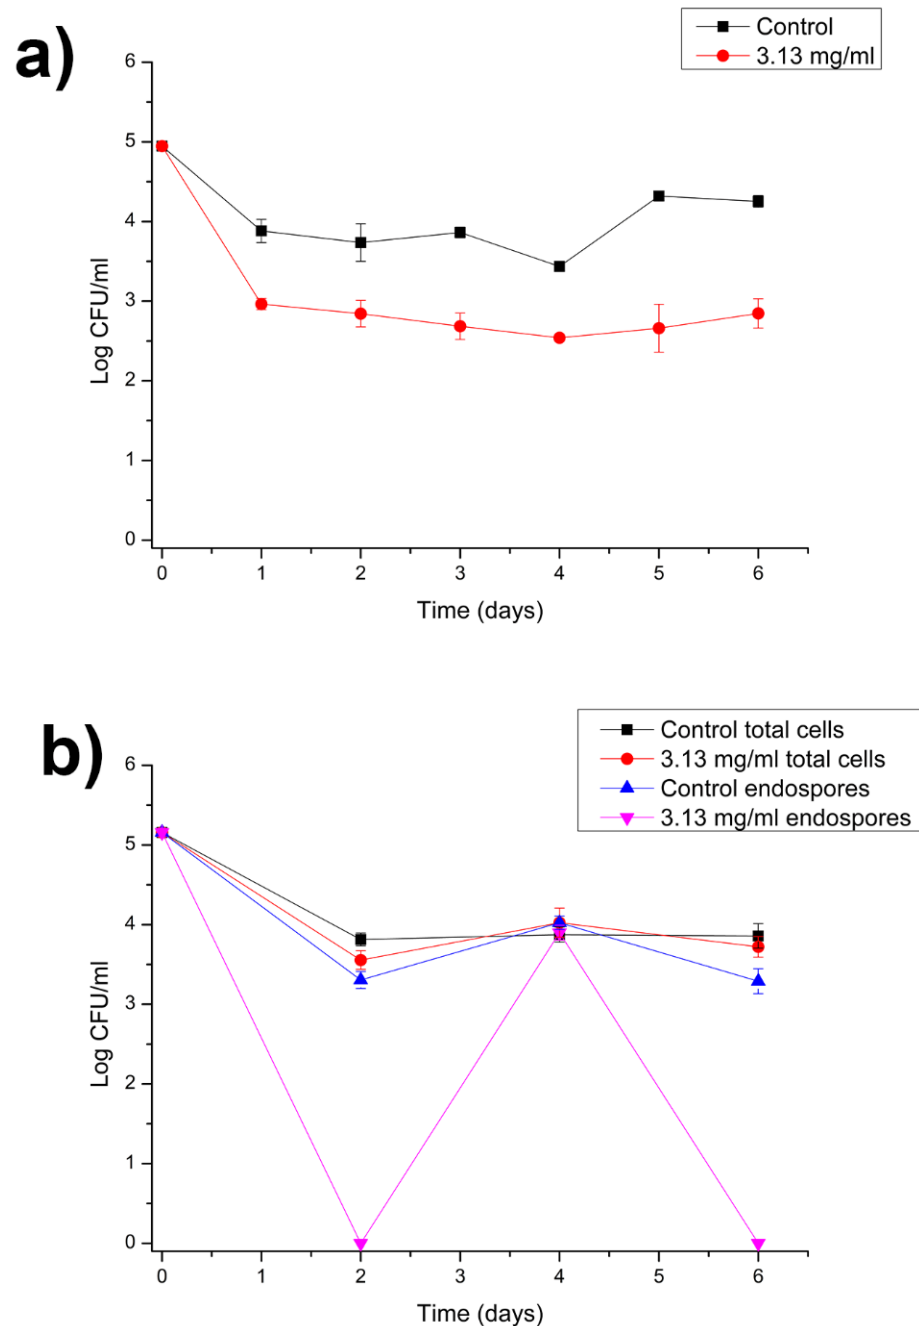 a)
Control
3.13 mg/ml
6
5
4
3
2
1
0
Log CFU/ml
0 1 2 3 4 5 6
Time (days)
b)
Control total cells
3.13 mg/ml total cells
Control endospores
3.13 mg/ml endospores
6
5
4
3
2
1
0
Log CFU/ml
0 1 2 3 4 5 6
Time (days)